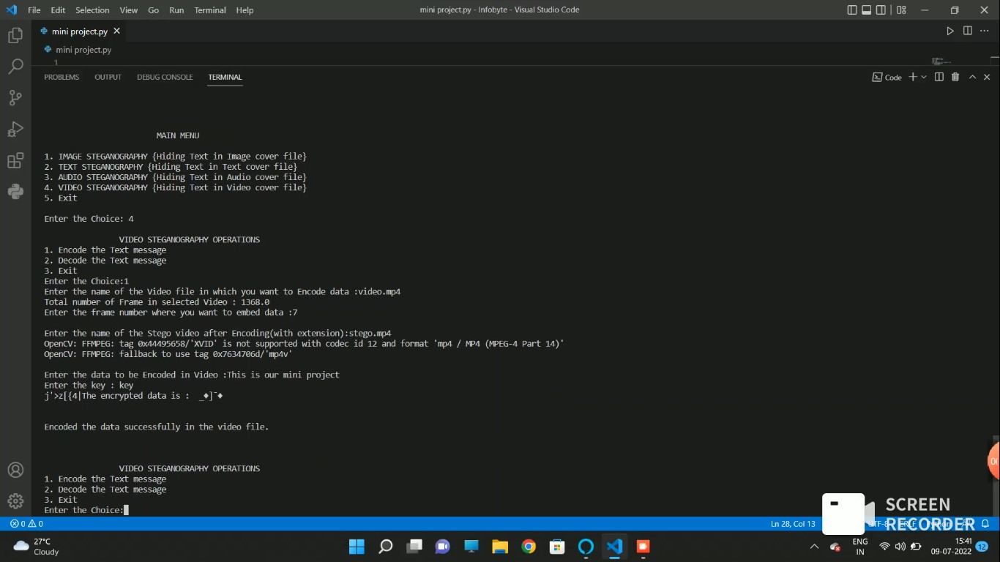 File Edit Selection View Go Run Terminal Help
mini project.py - Infobyte - Visual Studio Code
mini project.py
mini project.py
1
PROBLEMS OUTPUT DEBUG CONSOLE TERMINAL
Code
MAIN MENU
1. IMAGE STEGANOGRAPHY {Hiding Text in Image cover file}
2. TEXT STEGANOGRAPHY {Hiding Text in Text cover file}
3. AUDIO STEGANOGRAPHY {Hiding Text in Audio cover file}
4. VIDEO STEGANOGRAPHY {Hiding Text in Video cover file}
5. Exit
Enter the Choice: 4
VIDEO STEGANOGRAPHY OPERATIONS
1. Encode the Text message
2. Decode the Text message
3. Exit
Enter the Choice:1
Enter the name of the Video file in which you want to Encode data :video.mp4
Total number of Frame in selected Video : 1368.0
Enter the frame number where you want to embed data :7
Enter the name of the Stego video after Encoding(with extension):stego.mp4
OpenCV: FFMPEG: tag 0x44495658/'XVID' is not supported with codec id 12 and format 'mp4 / MP4 (MPEG-4 Part 14)'
OpenCV: FFMPEG: fallback to use tag 0x7634706d/'mp4v'
Enter the data to be Encoded in Video :This is our mini project
Enter the key : key
j'>z[{4|The encrypted data is :  _♦]¯♦
Encoded the data successfully in the video file.
VIDEO STEGANOGRAPHY OPERATIONS
1. Encode the Text message
2. Decode the Text message
3. Exit
Enter the Choice:
SCREEN
RECORDER
0 0
Ln 28, Col 13
27°C
Cloudy
ENG
IN
15:41
09-07-2022
12